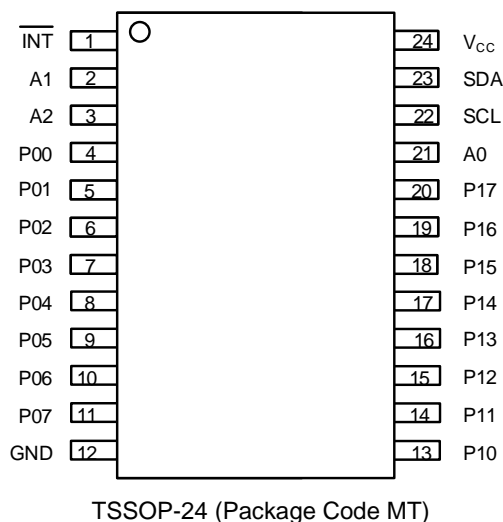 INT 1 24 VCC
A1 2 23 SDA
A2 3 22 SCL
P00 4 21 A0
P01 5 20 P17
P02 6 19 P16
P03 7 18 P15
P04 8 17 P14
P05 9 16 P13
P06 10 15 P12
P07 11 14 P11
GND 12 13 P10
TSSOP-24 (Package Code MT)